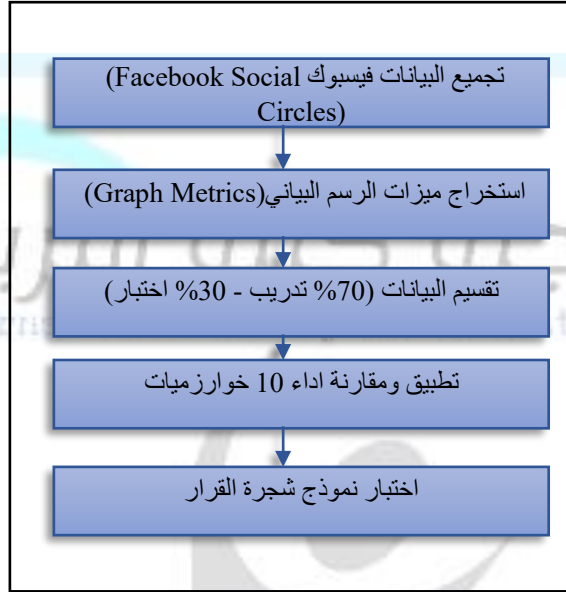 تجميع البيانات فيسبوك (Facebook Social
Circles)
استخراج ميزات الرسم البياني(Graph Metrics)
تقسيم البيانات (70% تدريب - 30% اختبار)
تطبيق ومقارنة اداء 10 خوارزميات
اختبار نموذج شجرة القرار